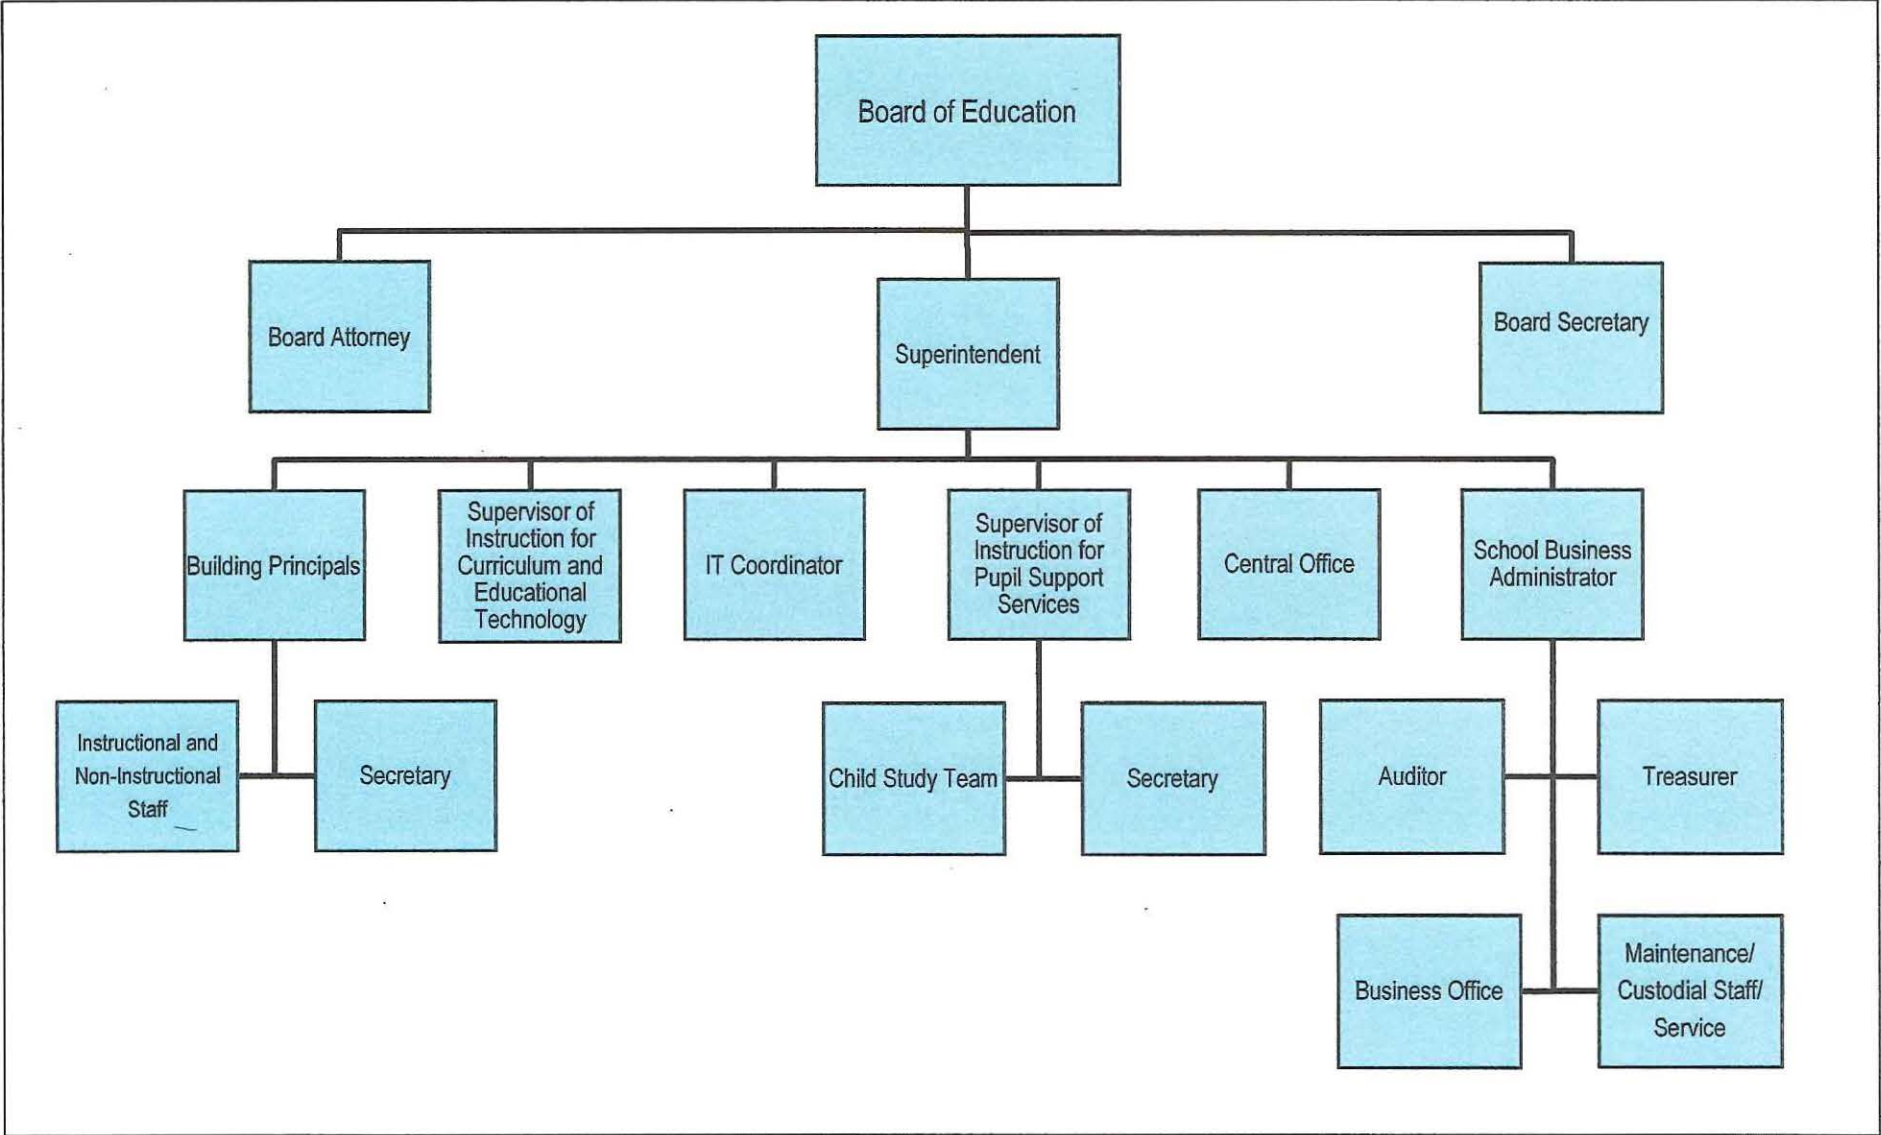 Board of Education
Board Attorney
Superintendent
Board Secretary
Building Principals
Supervisor of
Instruction for
Curriculum and
Educational
Technology
IT Coordinator
Supervisor of
Instruction for
Pupil Support
Services
Central Office
School Business
Administrator
Instructional and
Non-Instructional
Staff
Secretary
Child Study Team
Secretary
Auditor
Treasurer
Business Office
Maintenance/
Custodial Staff/
Service